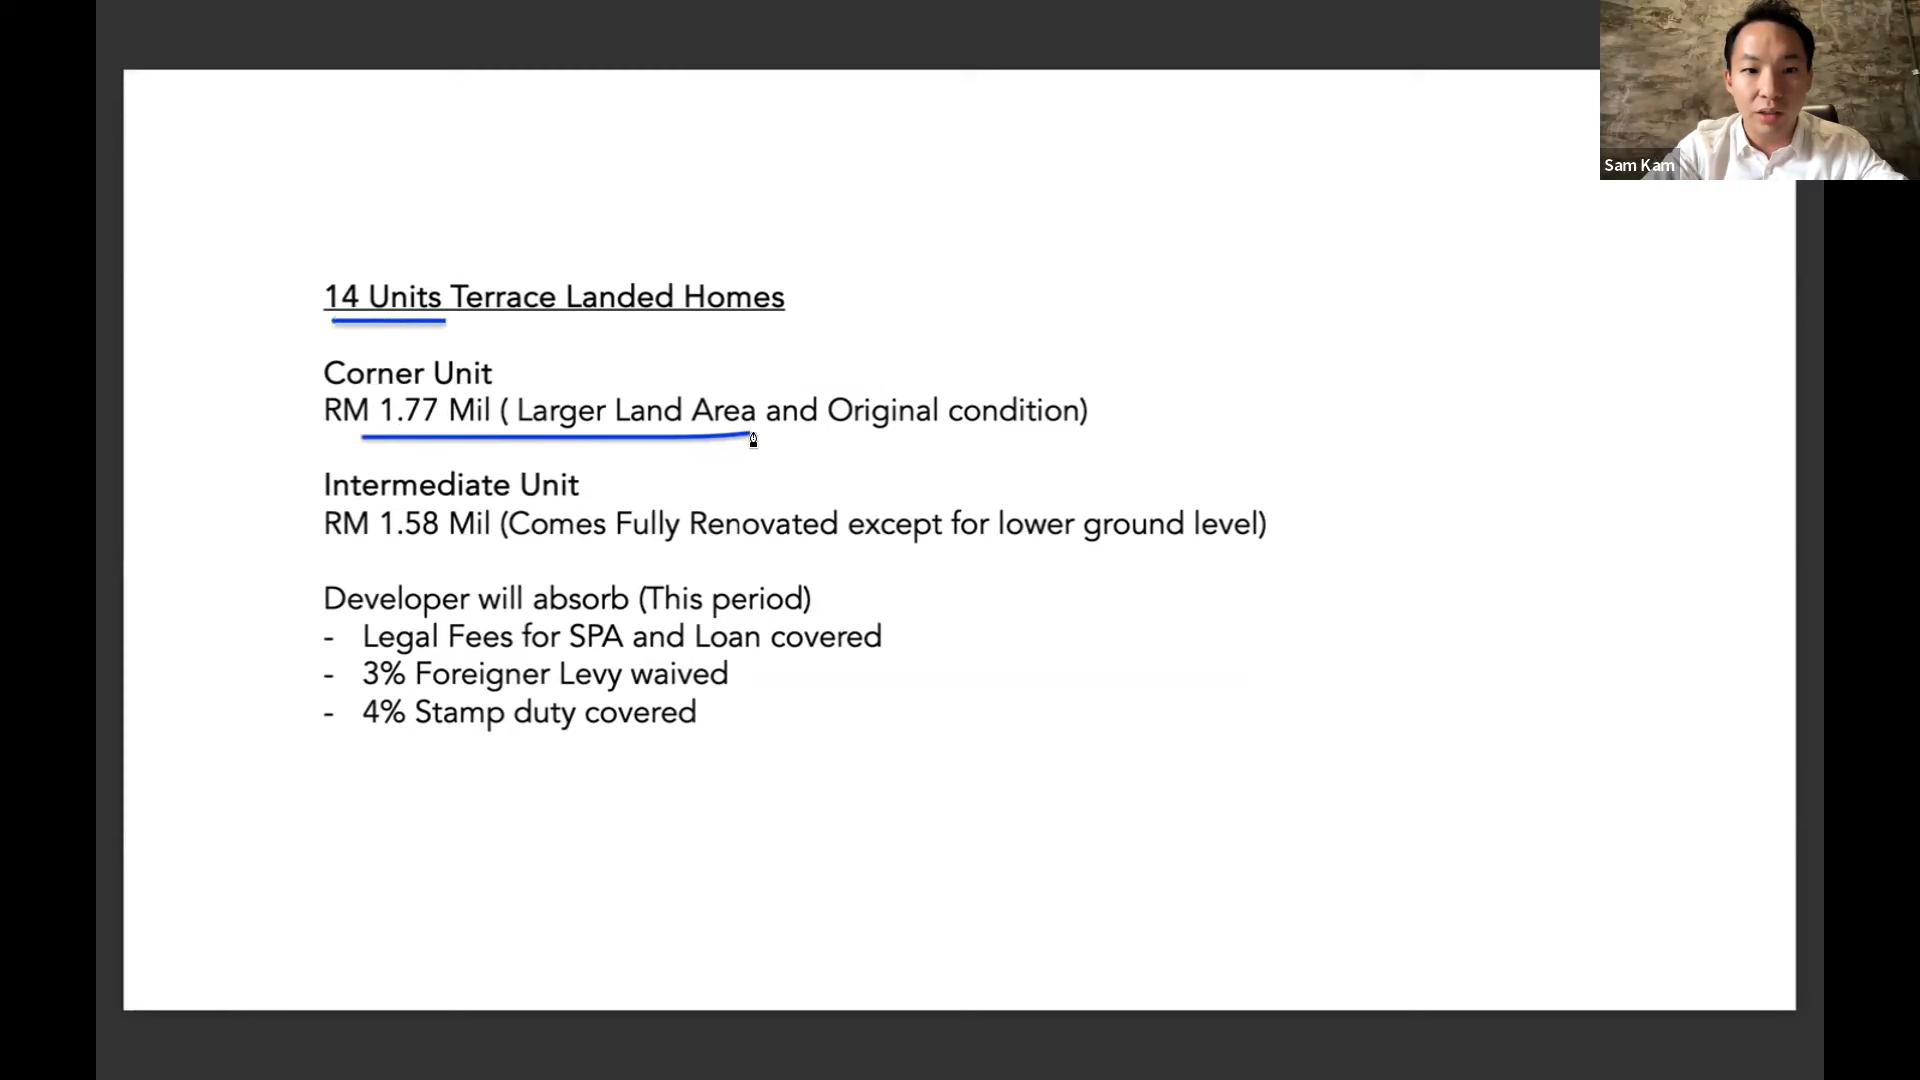 Sam Kam
14 Units Terrace Landed Homes
Corner Unit
RM 1.77 Mil ( Larger Land Area and Original condition)
Intermediate Unit
RM 1.58 Mil (Comes Fully Renovated except for lower ground level)
Developer will absorb (This period)
- Legal Fees for SPA and Loan covered
- 3% Foreigner Levy waived
- 4% Stamp duty covered